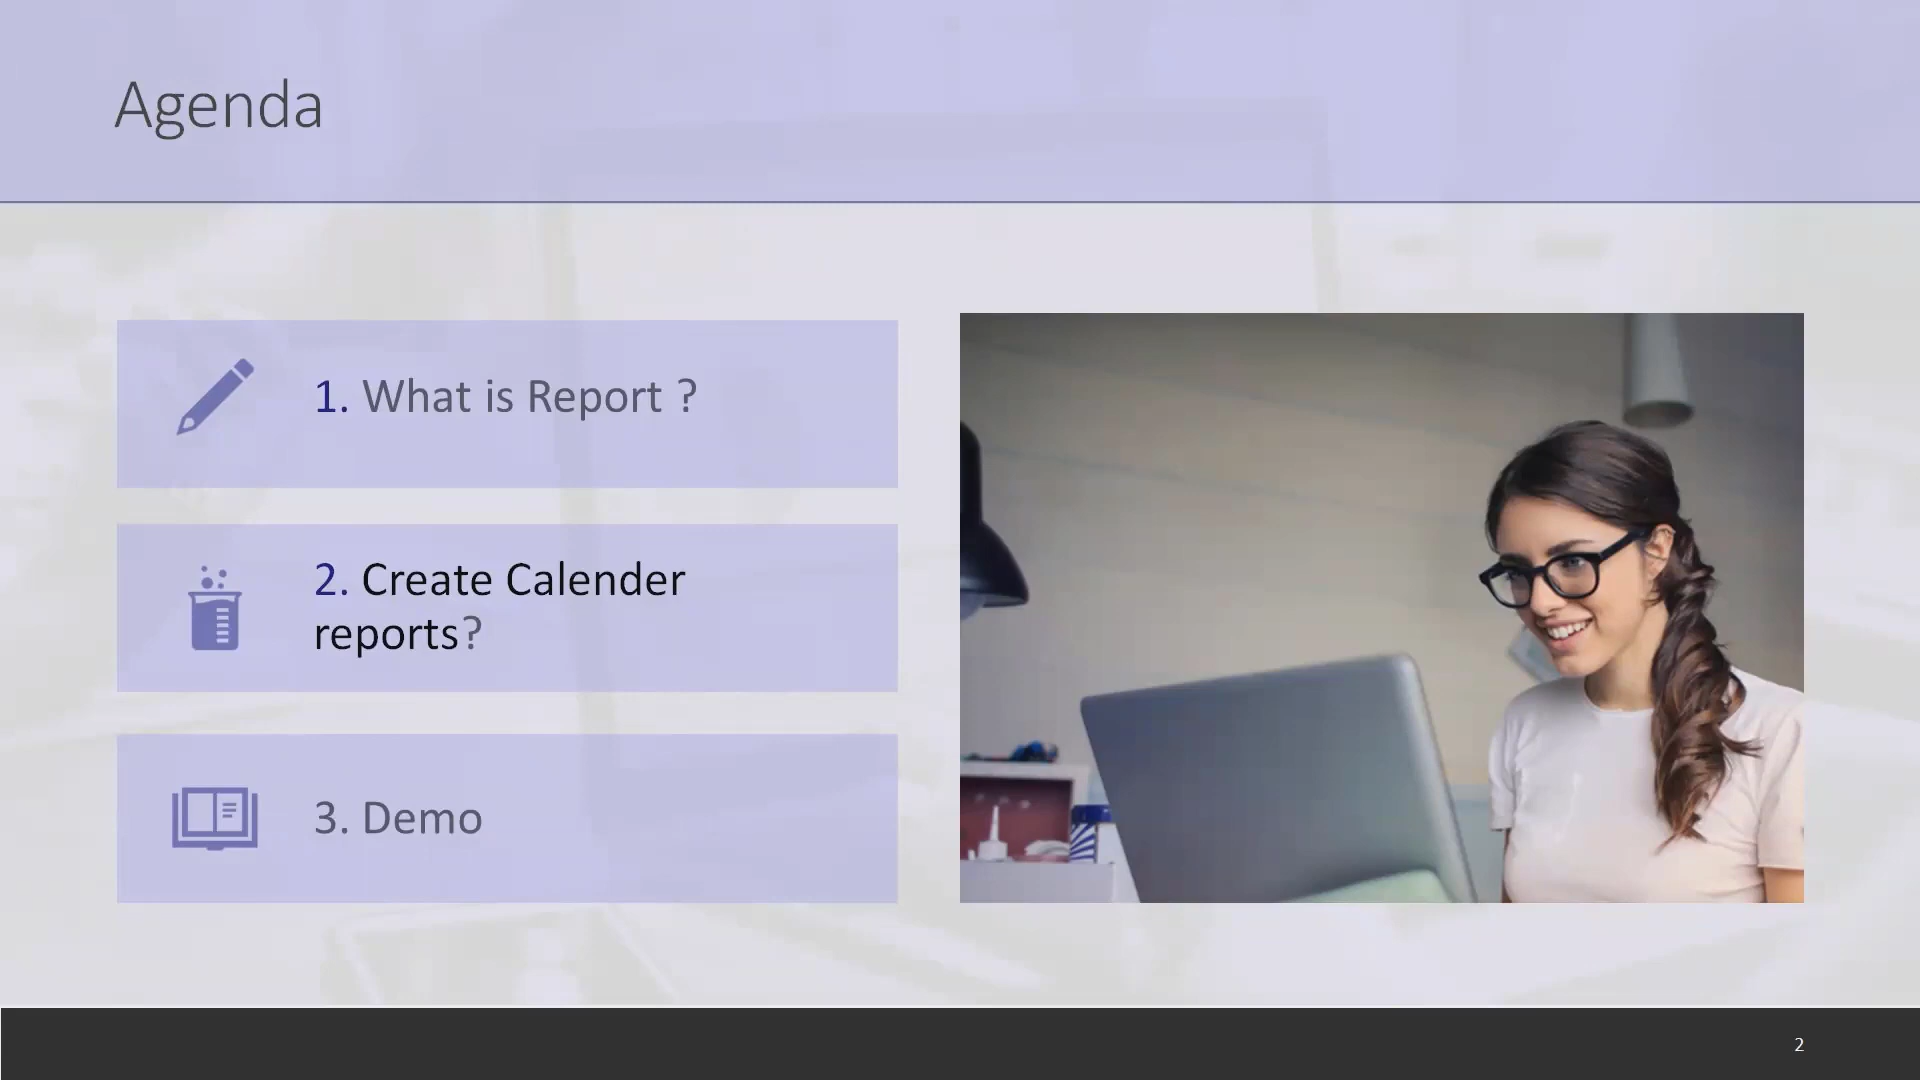 Agenda
1. What is Report ?
2. Create Calender
reports?
3. Demo
2